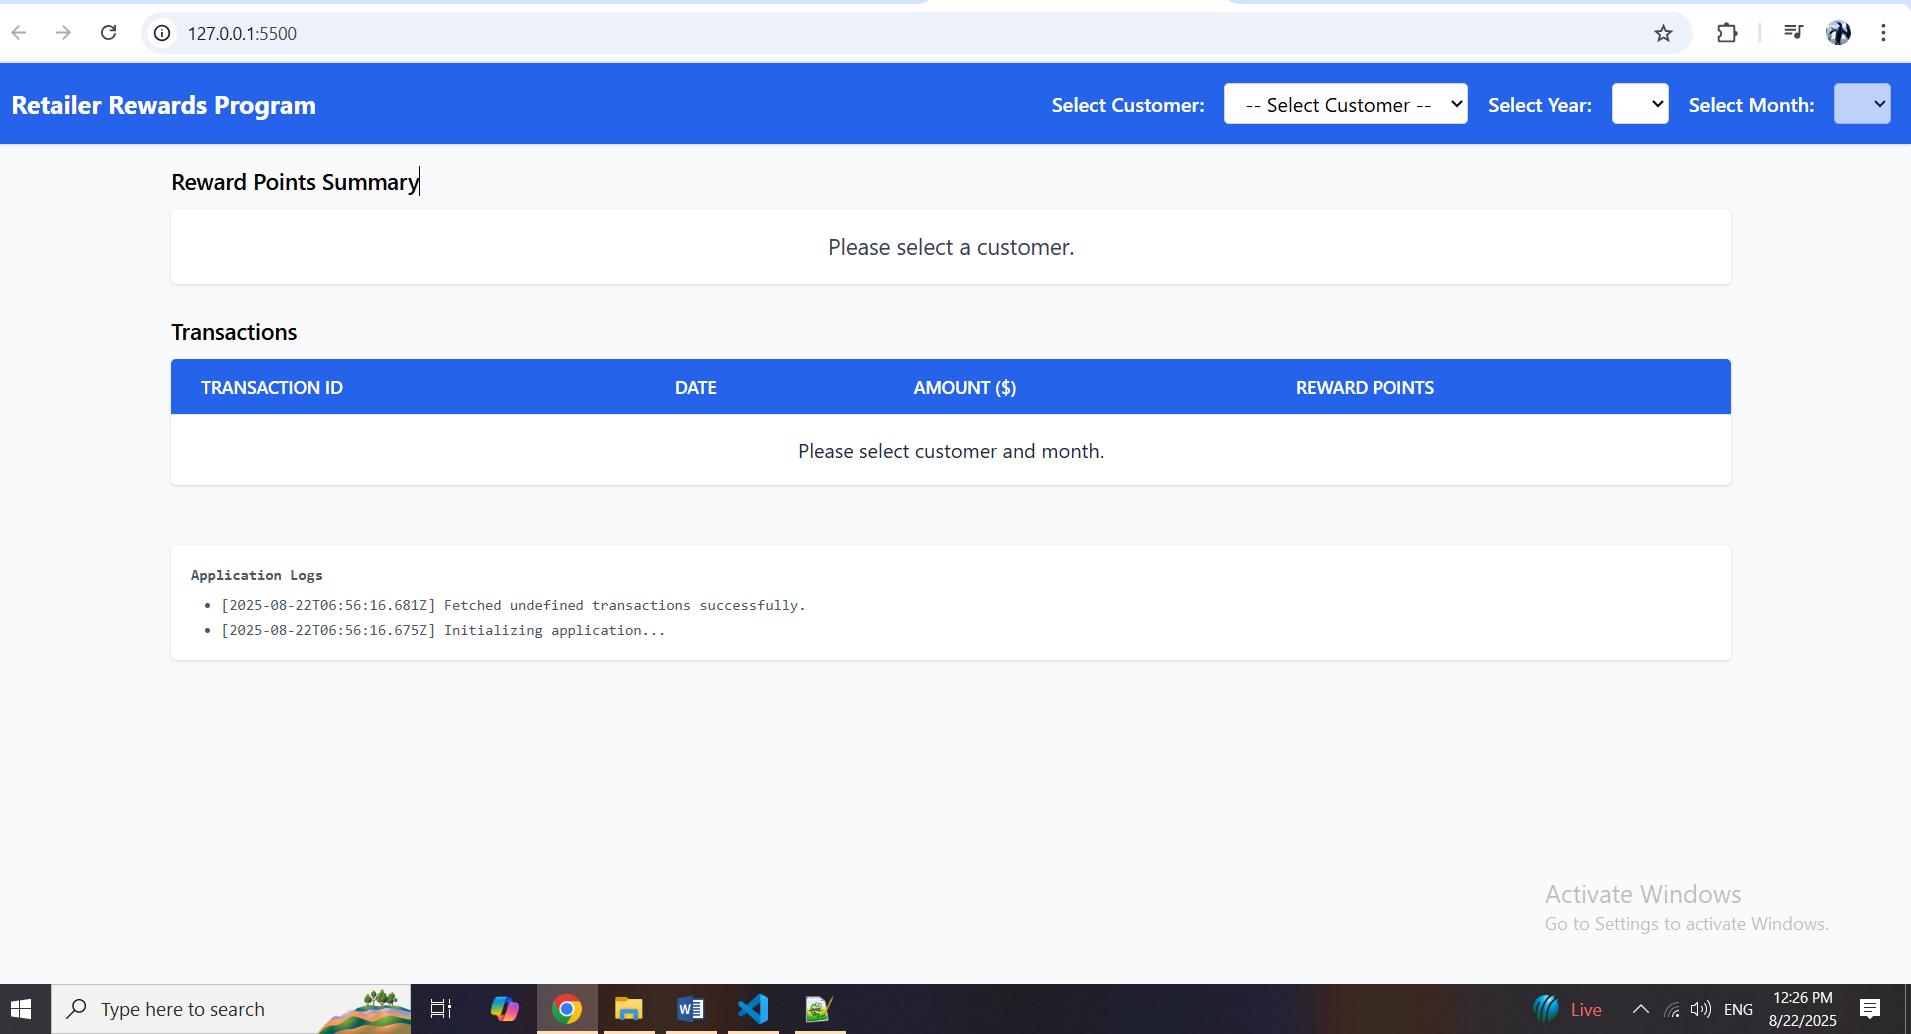 127.0.0.1:5500
Retailer Rewards Program
Select Customer:
-- Select Customer --
Select Year:
Select Month:
Reward Points Summary
Please select a customer.
Transactions
TRANSACTION ID DATE AMOUNT ($) REWARD POINTS
Please select customer and month.
Application Logs
[2025-08-22T06:56:16.681Z] Fetched undefined transactions successfully.
[2025-08-22T06:56:16.675Z] Initializing application...
Activate Windows
Go to Settings to activate Windows.
Type here to search
Live
ENG
12:26 PM
8/22/2025